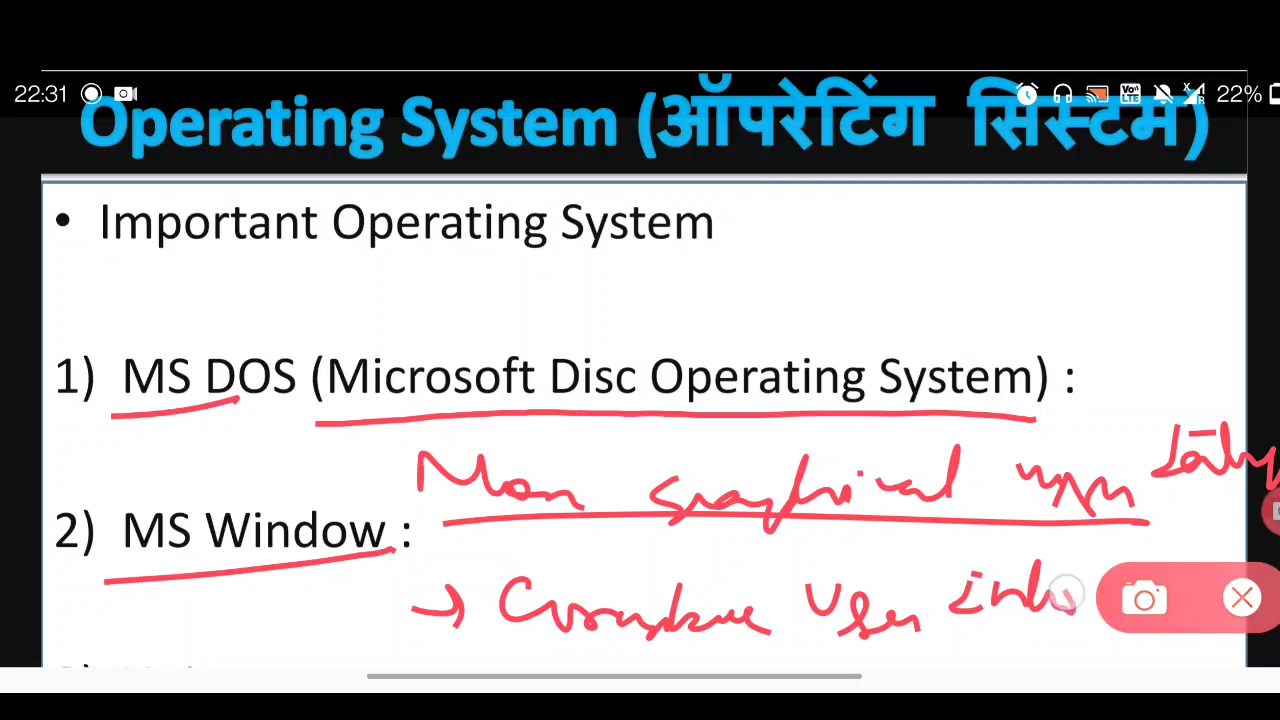 22:31 22%
Operating System (ऑपरेटिंग सिस्टम)
• Important Operating System
1) MS DOS (Microsoft Disc Operating System) :
Non graphical
2) MS Window :
→ User